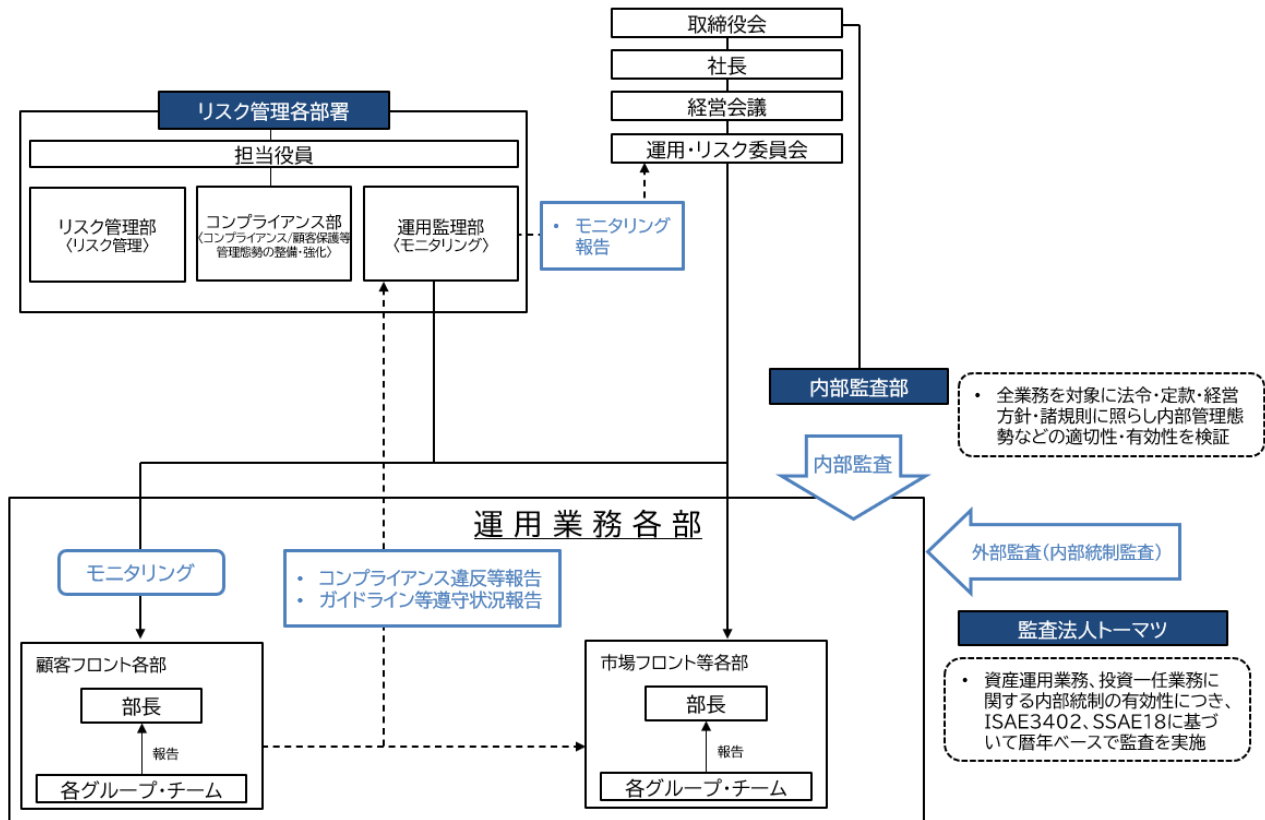 取締役会
社長
経営会議
運用・リスク委員会
リスク管理各部署
担当役員
リスク管理部
〈リスク管理〉
コンプライアンス部
〈コンプライアンス/顧客保護等
管理態勢の整備・強化〉
運用監理部
〈モニタリング〉
• モニタリング
報告
内部監査部
• 全業務を対象に法令・定款・経営
方針・諸規則に照らし内部管理態
勢などの適切性・有効性を検証
内部監査
運用業務各部
外部監査(内部統制監査)
モニタリング
• コンプライアンス違反等報告
• ガイドライン等遵守状況報告
監査法人トーマツ
• 資産運用業務、投資一任業務に
関する内部統制の有効性につき、
ISAE3402、SSAE18に基づ
いて暦年ベースで監査を実施
顧客フロント各部
部長
報告
各グループ・チーム
市場フロント等各部
部長
報告
各グループ・チーム